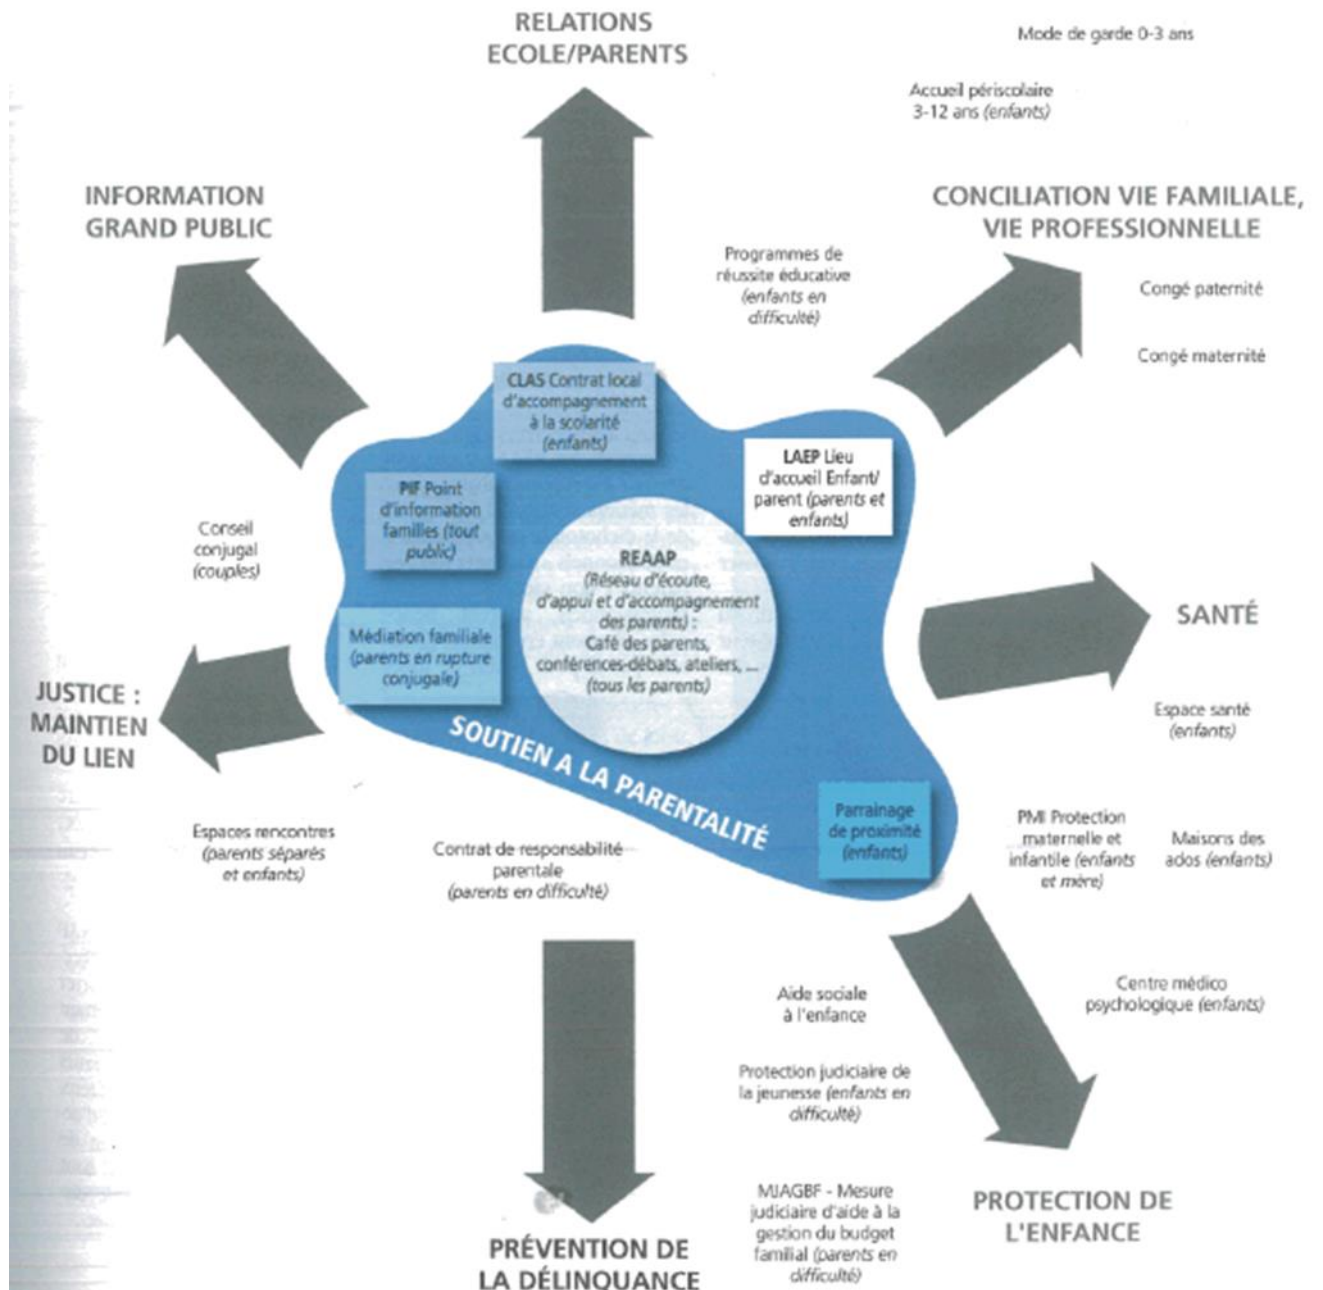 RELATIONS
ECOLE/PARENTS
Mode de garde 0-3 ans
Accueil périscolaire
3-12 ans (enfants)
INFORMATION
GRAND PUBLIC
CONCILIATION VIE FAMILIALE,
VIE PROFESSIONNELLE
Programmes de
réussite éducative
(enfants en
difficulté)
Congé paternité
Congé maternité
CLAS Contrat local
d'accompagnement
à la scolarité
(enfants)
LAEP Lieu
d'accueil Enfant/
parent (parents et
enfants)
PIF Point
d'information
familles (tout
public)
Conseil
conjugal
(couples)
REAAP
(Réseau d'écoute,
d'appui et d'accompagnement
des parents) :
Café des parents,
conférences-débats, ateliers, ...
(tous les parents)
Médiation familiale
(parents en rupture
conjugale)
SANTÉ
JUSTICE :
MAINTIEN
DU LIEN
SOUTIEN A LA PARENTALITÉ
Espace santé
(enfants)
Parrainage
de proximité
(enfants)
PMI Protection
maternelle et
infantile (enfants
et mère)
Maisons des
ados (enfants)
Espaces rencontres
(parents séparés
et enfants)
Contrat de responsabilité
parentale
(parents en difficulté)
Aide sociale
à l'enfance
Centre médico
psychologique (enfants)
Protection judiciaire de
la jeunesse (enfants en
difficulté)
MJAGBF - Mesure
judiciaire d'aide à la
gestion du budget
familial (parents en
difficulté)
PROTECTION DE
L'ENFANCE
PRÉVENTION DE
LA DÉLINQUANCE